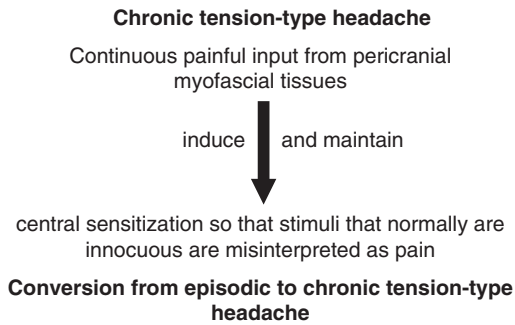 Chronic tension-type headache
Continuous painful input from pericranial
myofascial tissues
induce and maintain
central sensitization so that stimuli that normally are
innocuous are misinterpreted as pain
Conversion from episodic to chronic tension-type
headache